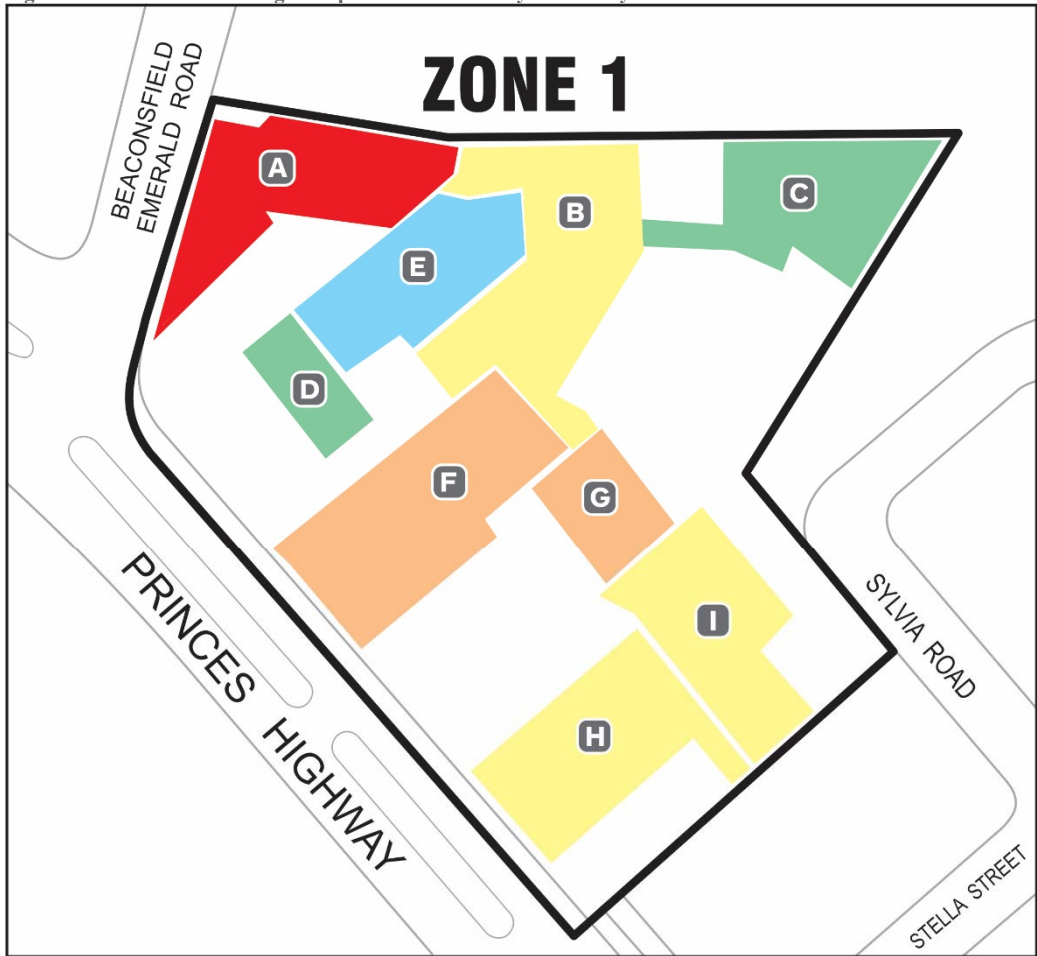 ZONE 1
BEACONSFIELD
EMERALD ROAD
A
B
C
E
D
F
G
I
H
PRINCES HIGHWAY
SYLVIA ROAD
STELLA STREET